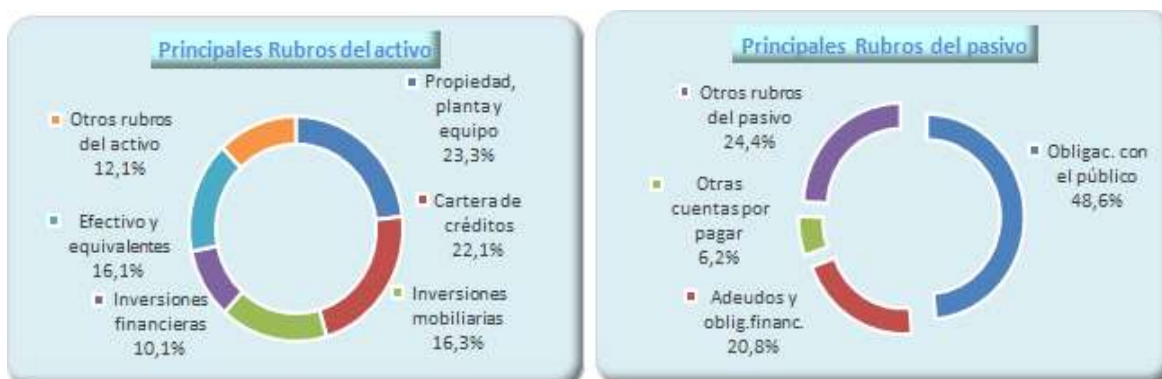 Principales Rubros del activo
Propiedad,
planta y
equipo
23,3%
Cartera de
créditos
22,1%
Inversiones
mobiliarias
16,3%
Inversiones
financieras
10,1%
Efectivo y
equivalentes
16,1%
Otros rubros
del activo
12,1%
Principales Rubros del pasivo
Obligac. con
el público
48,6%
Adeudos y
oblig.financ.
20,8%
Otras
cuentas por
pagar
6,2%
Otros rubros
del pasivo
24,4%